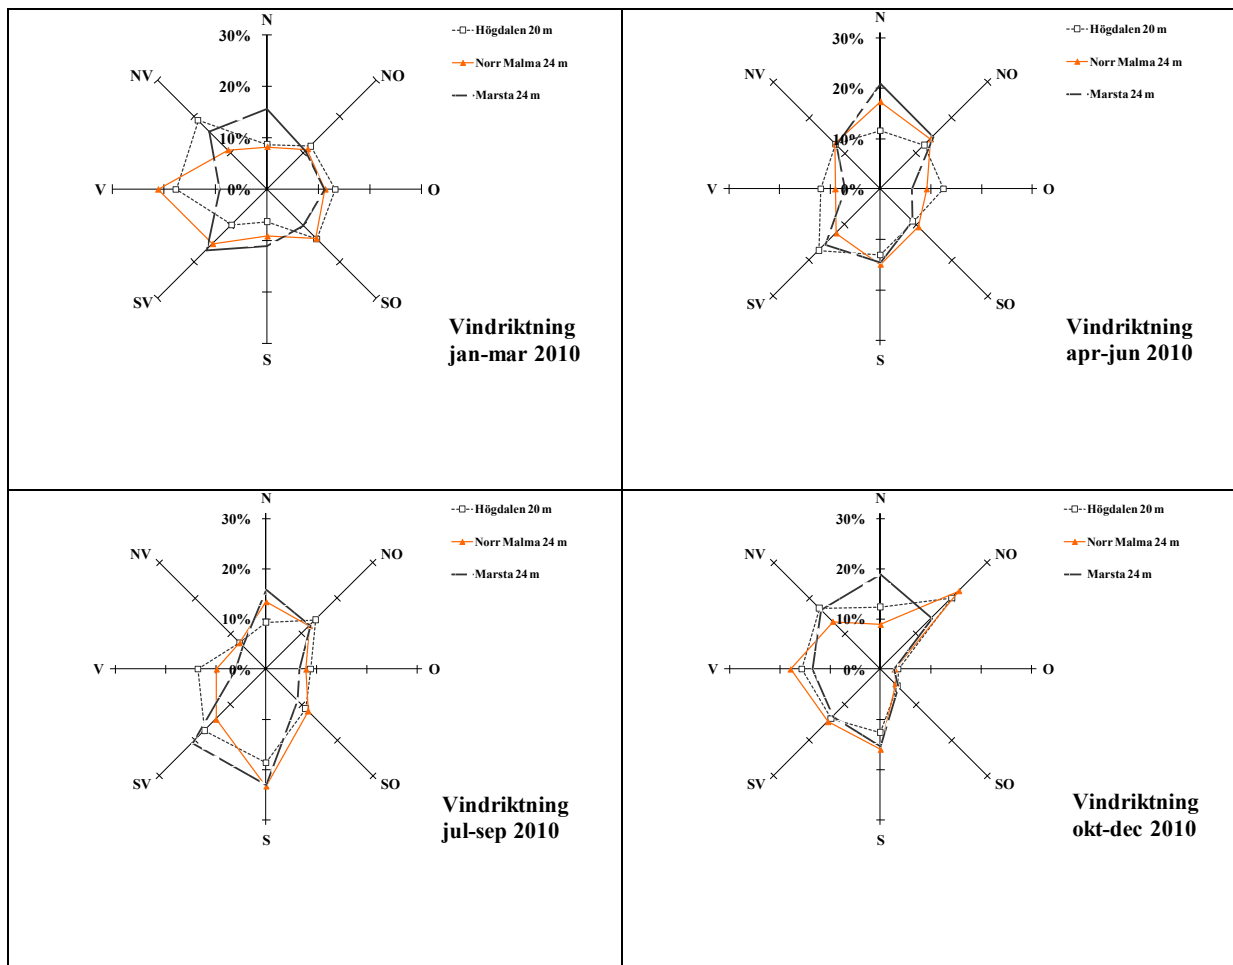 N
30%
20%
10%
0%
NV
NO
V
O
SV
SO
S
Högdalen 20 m
Norr Malma 24 m
Marsta 24 m
Vindriktning
jan-mar 2010
N
30%
20%
10%
0%
NV
NO
V
O
SV
SO
S
Högdalen 20 m
Norr Malma 24 m
Marsta 24 m
Vindriktning
apr-jun 2010
N
30%
20%
10%
0%
NV
NO
V
O
SV
SO
S
Högdalen 20 m
Norr Malma 24 m
Marsta 24 m
Vindriktning
jul-sep 2010
N
30%
20%
10%
0%
NV
NO
V
O
SV
SO
S
Högdalen 20 m
Norr Malma 24 m
Marsta 24 m
Vindriktning
okt-dec 2010